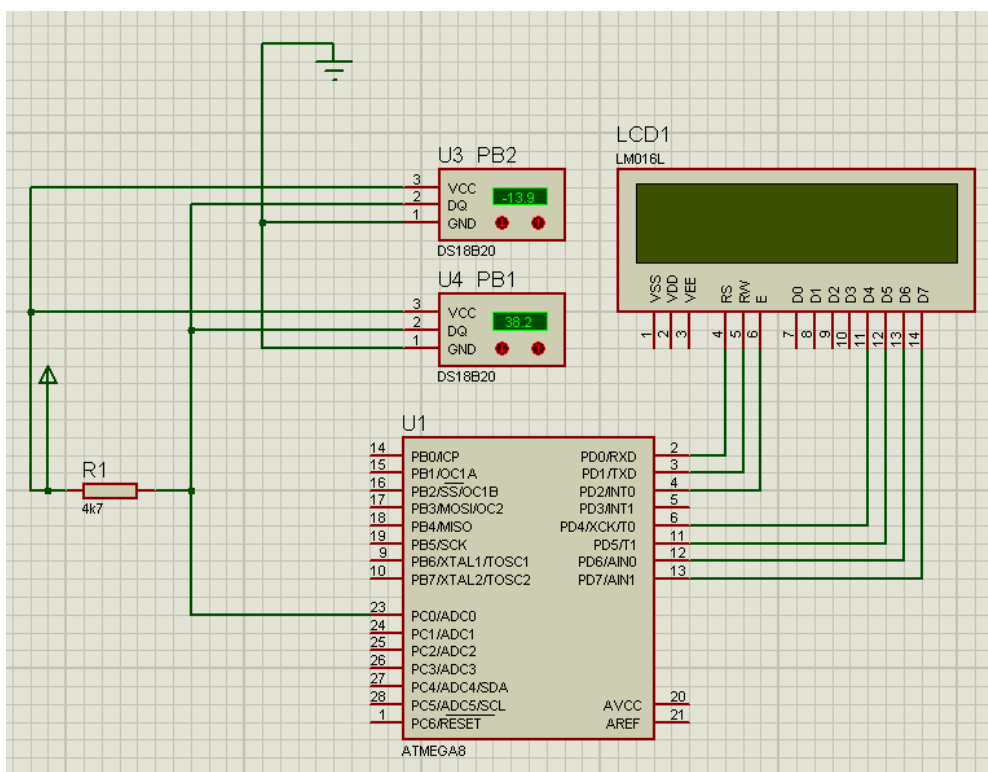 U3 PB2
3 VCC
2 DQ
1 GND
-13.9
DS18B20
U4 PB1
3 VCC
2 DQ
1 GND
38.2
DS18B20
LCD1
LM016L
VSS VDD VEE RS RW E D0 D1 D2 D3 D4 D5 D6 D7
1 2 3 4 5 6 7 8 9 10 11 12 13 14
R1
4k7
U1
14 PB0/ICP PD0/RXD 2
15 PB1/OC1A PD1/TXD 3
16 PB2/SS/OC1B PD2/INT0 4
17 PB3/MOSI/OC2 PD3/INT1 5
18 PB4/MISO PD4/XCK/T0 6
19 PB5/SCK PD5/T1 11
9 PB6/XTAL1/TOSC1 PD6/AIN0 12
10 PB7/XTAL2/TOSC2 PD7/AIN1 13
23 PC0/ADC0
24 PC1/ADC1
25 PC2/ADC2
26 PC3/ADC3
27 PC4/ADC4/SDA
28 PC5/ADC5/SCL AVCC 20
1 PC6/RESET AREF 21
ATMEGA8